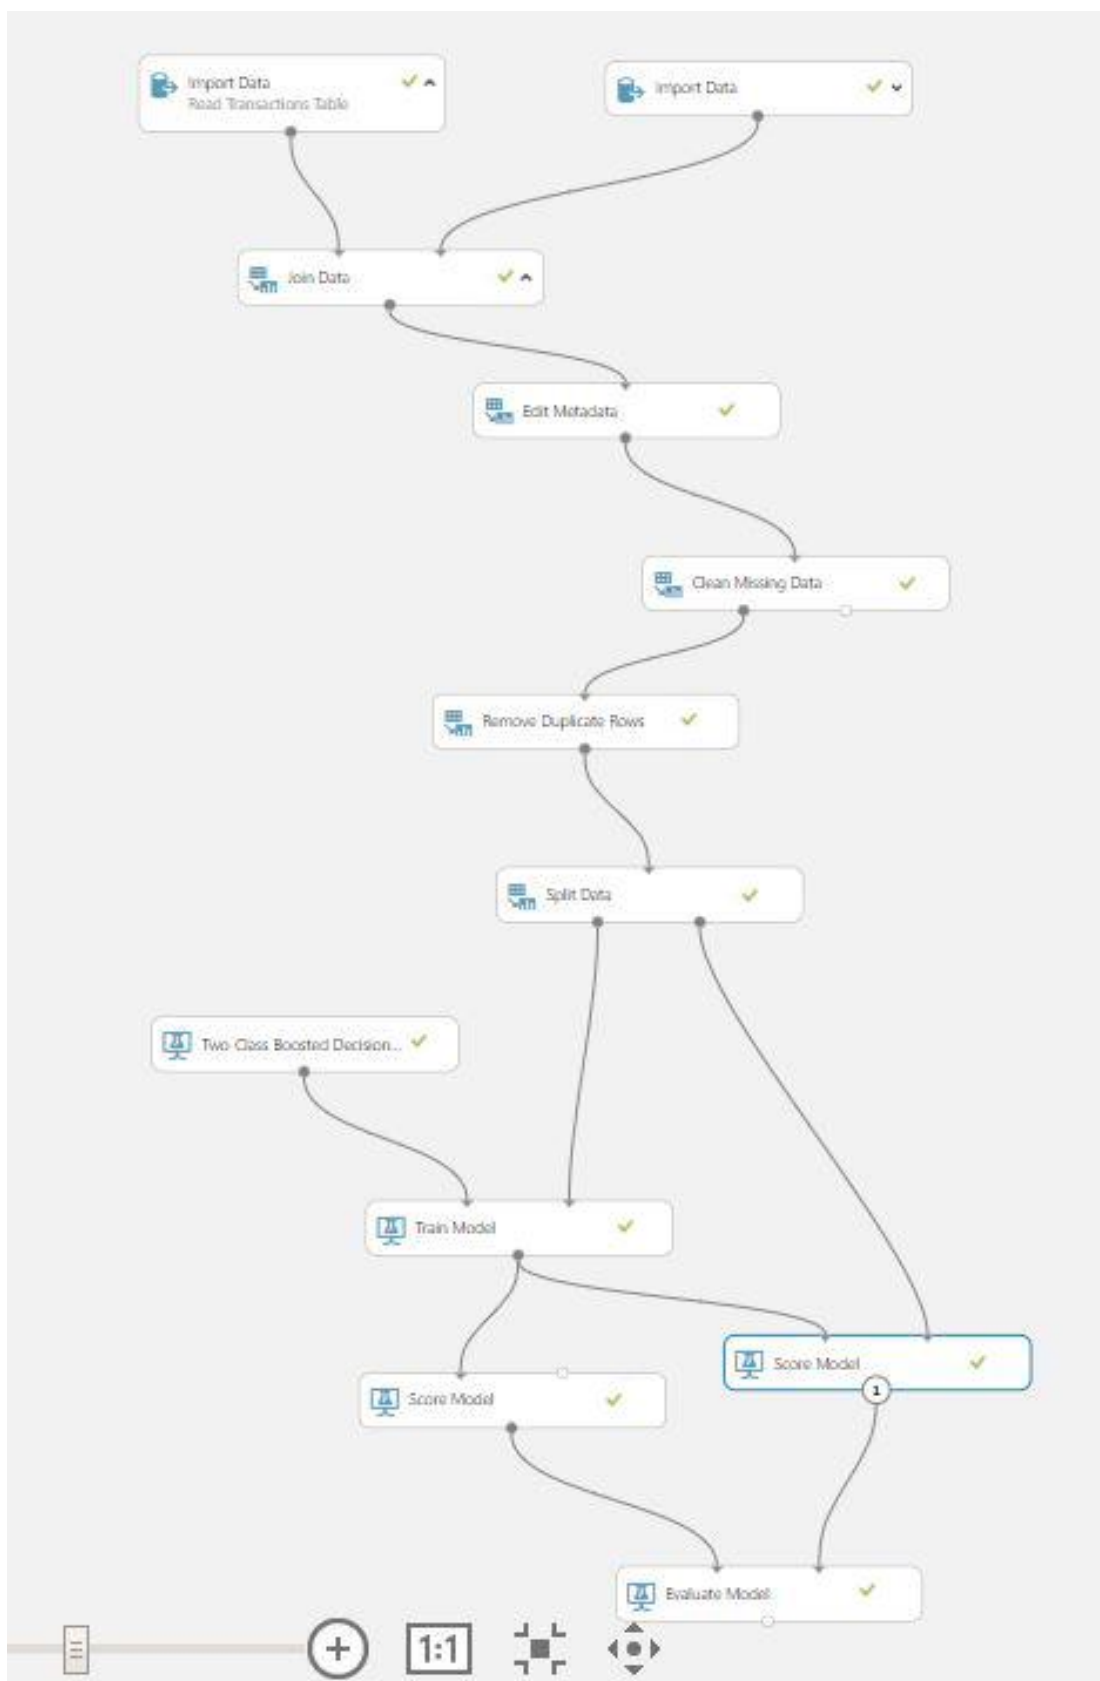 Import Data
Read Transactions Table
Import Data
Join Data
Edit Metadata
Clean Missing Data
Remove Duplicate Rows
Split Data
Two-Class Boosted Decision...
Train Model
Score Model
Score Model
1
Evaluate Model
1:1